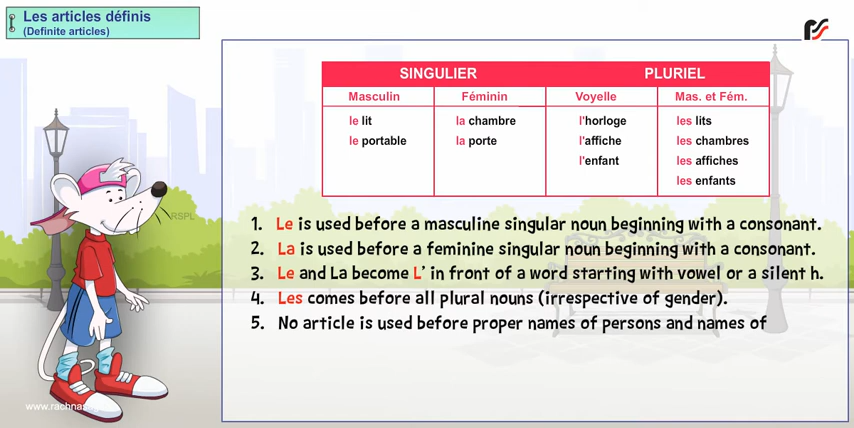 Les articles définis
(Definite articles)
SINGULIER PLURIEL
Masculin Féminin Voyelle Mas. et Fém.
le lit la chambre l'horloge les lits
le portable la porte l'affiche les chambres
l'enfant les affiches
les enfants
1. Le is used before a masculine singular noun beginning with a consonant.
2. La is used before a feminine singular noun beginning with a consonant.
3. Le and La become L' in front of a word starting with vowel or a silent h.
4. Les comes before all plural nouns (irrespective of gender).
5. No article is used before proper names of persons and names of
RSPL